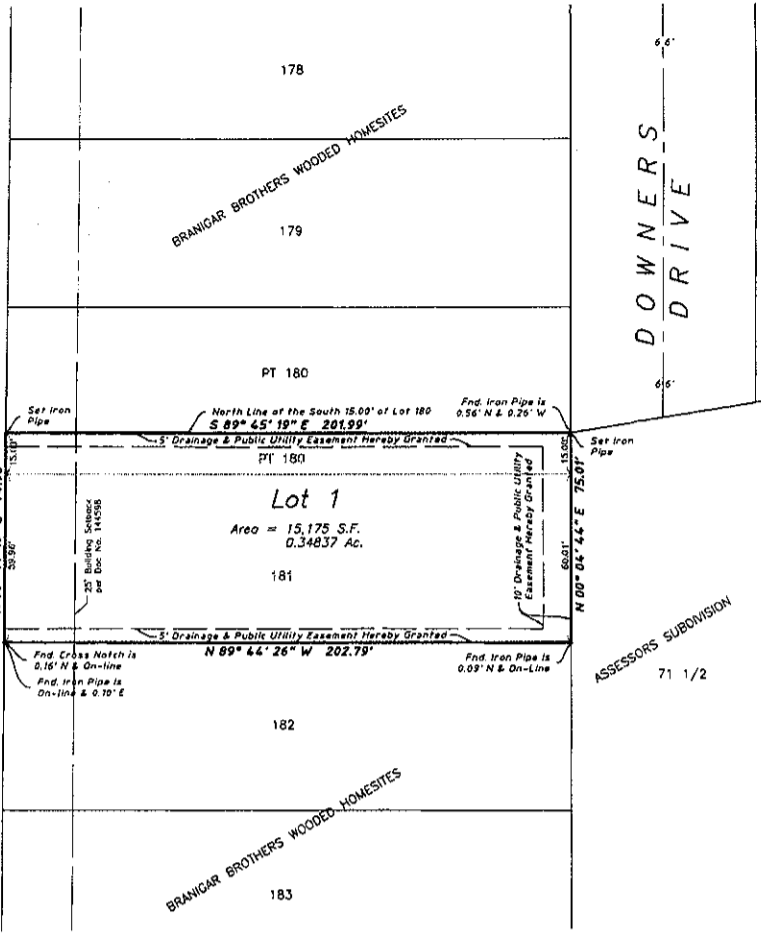 178
66'
BRANIGAR BROTHERS WOODED HOMESITES
DOWNERS
DRIVE
179
66'
PT 180
Set Iron
Pipe
North Line of the South 15.00' of Lot 180
S 89° 45' 19" E 201.99'
Fnd. Iron Pipe is
0.56' N & 0.26' W
Set Iron
Pipe
5' Drainage & Public Utility Easement Hereby Granted
15.00'
PT 180
15.00'
Lot 1
Area = 15,175 S.F.
0.34837 Ac.
181
59.96'
25' Building Setback
per Doc. No. 144598
10' Drainage & Public Utility
Easement Hereby Granted
60.01'
N 00° 04' 44" E 75.01'
5' Drainage & Public Utility Easement Hereby Granted
N 89° 44' 26" W 202.79'
Fnd. Cross Notch is
0.16' N & On-line
Fnd. Iron Pipe is
On-line & 0.70' E
Fnd. Iron Pipe is
0.09' N & On-Line
ASSESSORS SUBDIVISION
71 1/2
182
BRANIGAR BROTHERS WOODED HOMESITES
183